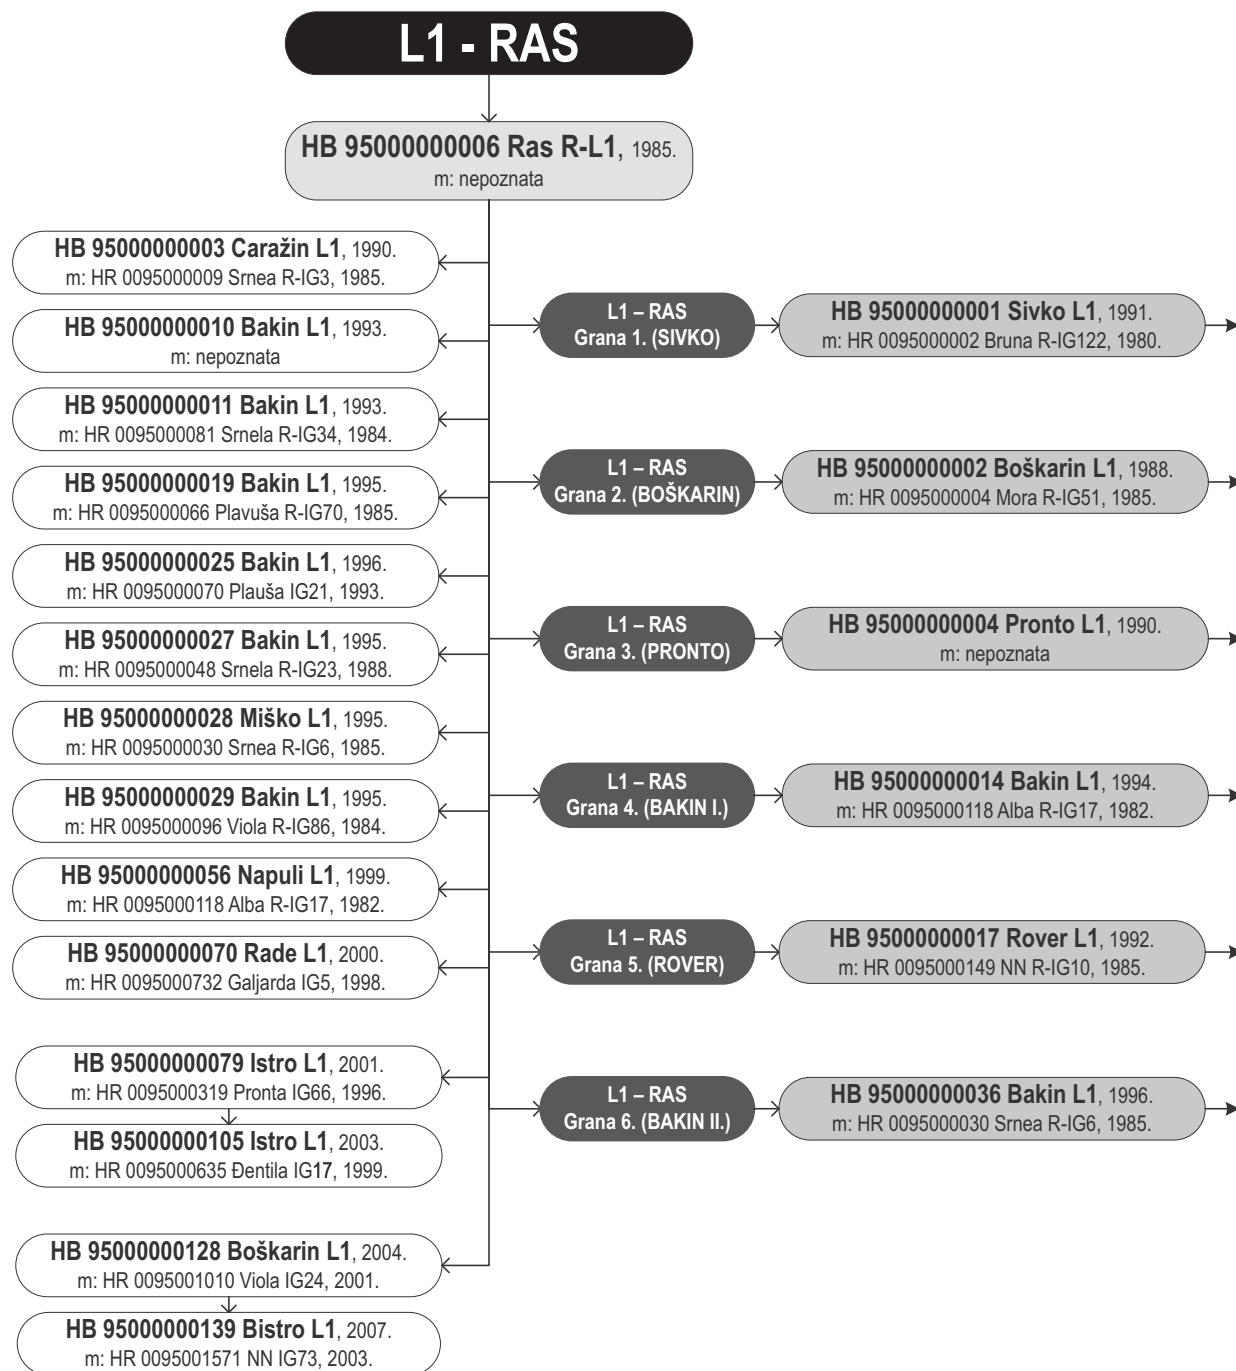 L1 - RAS
HB 95000000006 Ras R-L1, 1985.
m: nepoznata
HB 95000000003 Caražin L1, 1990.
m: HR 0095000009 Srnea R-IG3, 1985.
HB 95000000010 Bakin L1, 1993.
m: nepoznata
HB 95000000011 Bakin L1, 1993.
m: HR 0095000081 Srnela R-IG34, 1984.
HB 95000000019 Bakin L1, 1995.
m: HR 0095000066 Plavuša R-IG70, 1985.
HB 95000000025 Bakin L1, 1996.
m: HR 0095000070 Plauša IG21, 1993.
HB 95000000027 Bakin L1, 1995.
m: HR 0095000048 Srnela R-IG23, 1988.
HB 95000000028 Miško L1, 1995.
m: HR 0095000030 Srnea R-IG6, 1985.
HB 95000000029 Bakin L1, 1995.
m: HR 0095000096 Viola R-IG86, 1984.
HB 95000000056 Napuli L1, 1999.
m: HR 0095000118 Alba R-IG17, 1982.
HB 95000000070 Rade L1, 2000.
m: HR 0095000732 Galjarda IG5, 1998.
HB 95000000079 Istro L1, 2001.
m: HR 0095000319 Pronta IG66, 1996.
HB 95000000105 Istro L1, 2003.
m: HR 0095000635 Đentila IG17, 1999.
HB 95000000128 Boškarin L1, 2004.
m: HR 0095001010 Viola IG24, 2001.
HB 95000000139 Bistro L1, 2007.
m: HR 0095001571 NN IG73, 2003.
L1 – RAS
Grana 1. (SIVKO)
HB 95000000001 Sivko L1, 1991.
m: HR 0095000002 Bruna R-IG122, 1980.
L1 – RAS
Grana 2. (BOŠKARIN)
HB 95000000002 Boškarin L1, 1988.
m: HR 0095000004 Mora R-IG51, 1985.
L1 – RAS
Grana 3. (PRONTO)
HB 95000000004 Pronto L1, 1990.
m: nepoznata
L1 – RAS
Grana 4. (BAKIN I.)
HB 95000000014 Bakin L1, 1994.
m: HR 0095000118 Alba R-IG17, 1982.
L1 – RAS
Grana 5. (ROVER)
HB 95000000017 Rover L1, 1992.
m: HR 0095000149 NN R-IG10, 1985.
L1 – RAS
Grana 6. (BAKIN II.)
HB 95000000036 Bakin L1, 1996.
m: HR 0095000030 Srnea R-IG6, 1985.